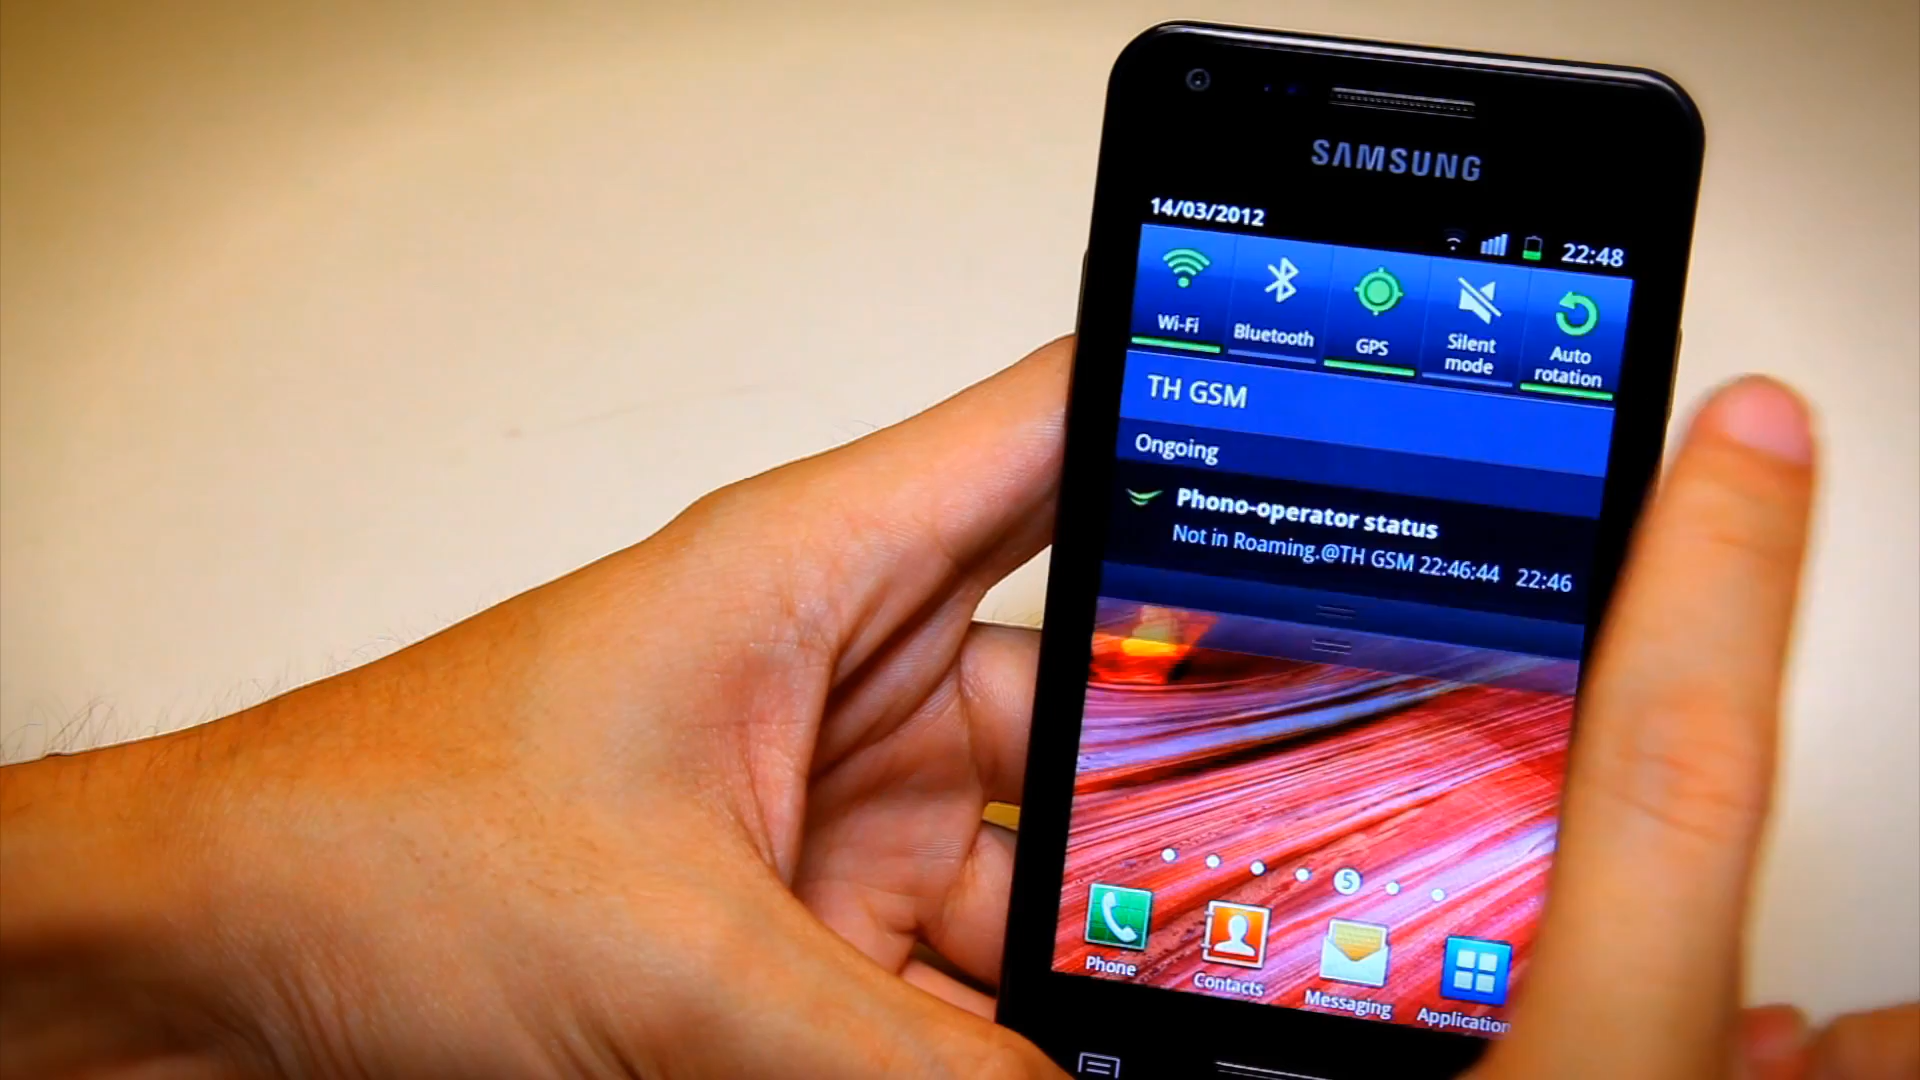 SAMSUNG
14/03/2012
22:48
Wi-Fi
Bluetooth
GPS
Silent
mode
Auto
rotation
TH GSM
Ongoing
Phono-operator status
Not in Roaming.@TH GSM 22:46:44 22:46
5
Phone
Contacts
Messaging
Application